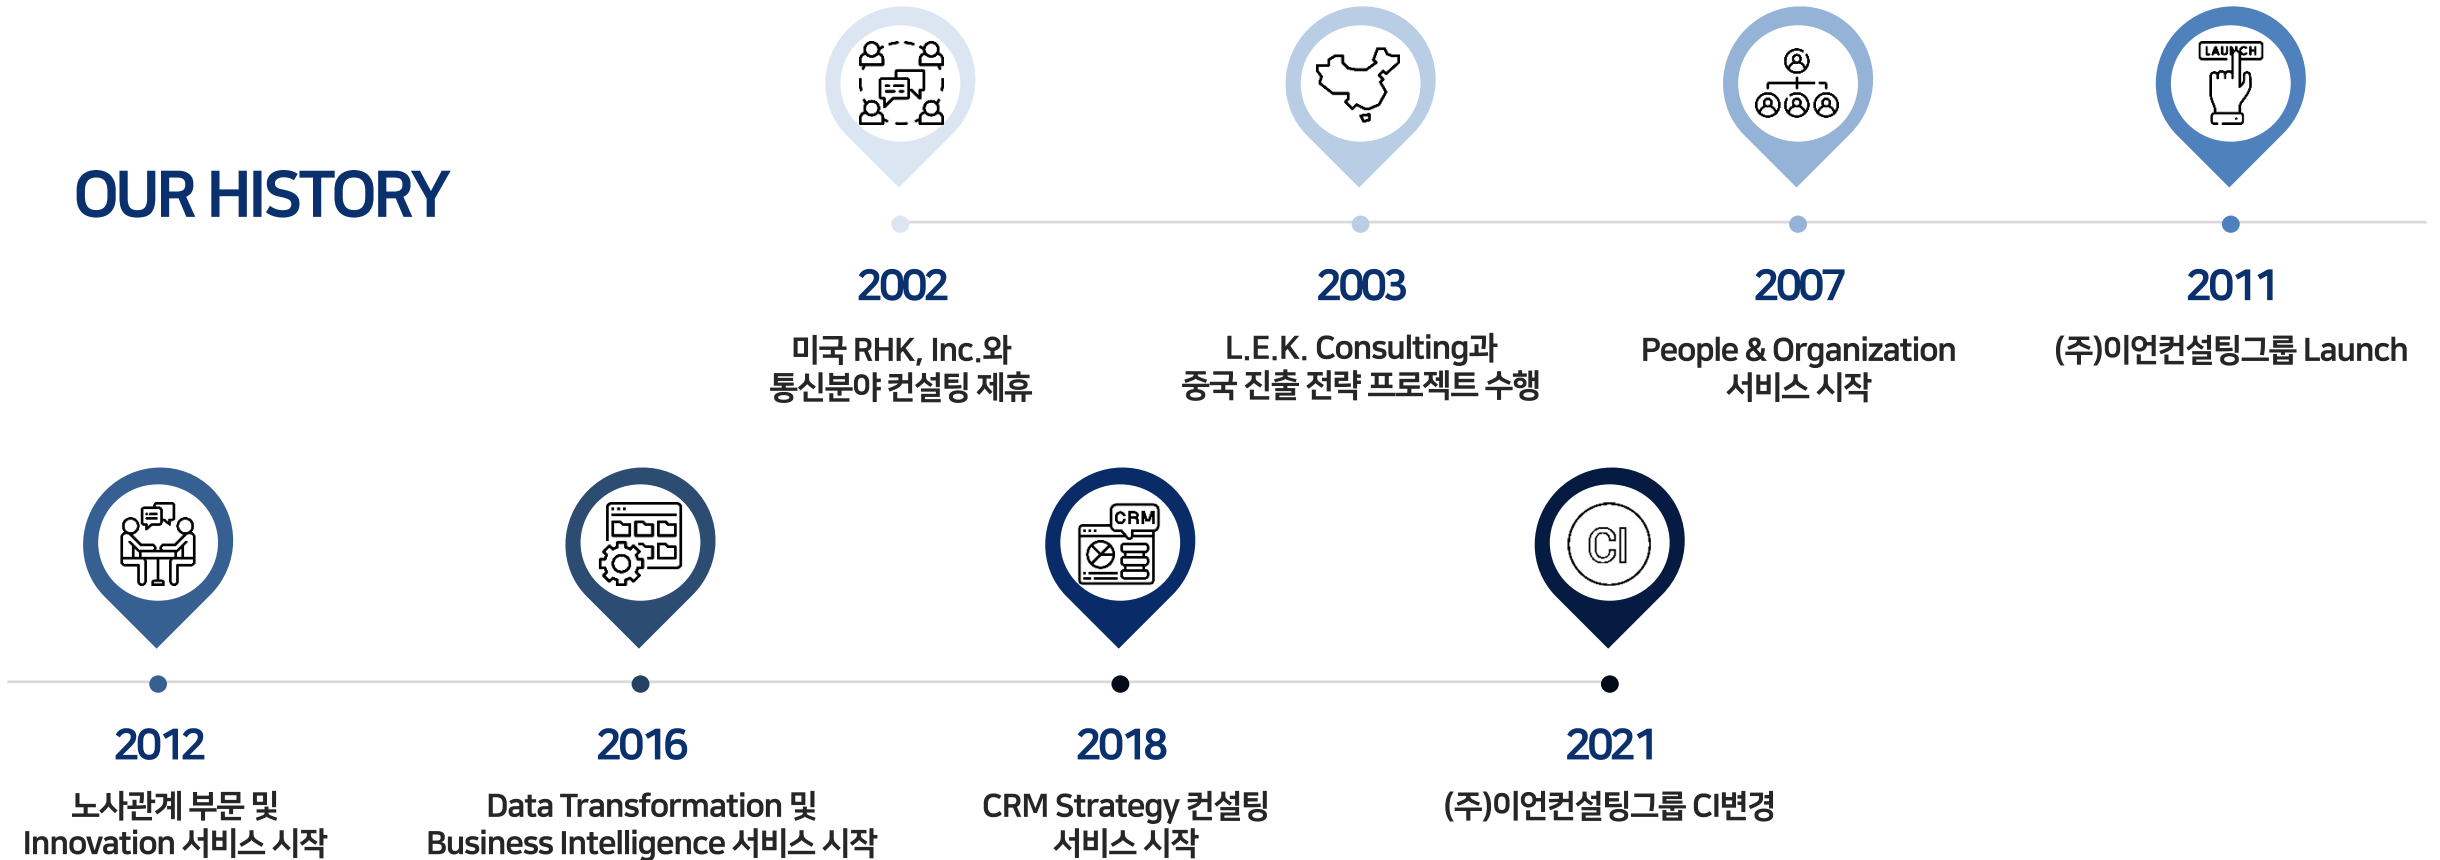 OUR HISTORY
LAUNCH
2002
미국 RHK, Inc.와
통신분야 컨설팅 제휴
2003
L.E.K. Consulting과
중국 진출 전략 프로젝트 수행
2007
People & Organization
서비스 시작
2011
(주)이언컨설팅그룹 Launch
2012
노사관계 부문 및
Innovation 서비스 시작
2016
Data Transformation 및
Business Intelligence 서비스 시작
CRM
2018
CRM Strategy 컨설팅
서비스 시작
CI
2021
(주)이언컨설팅그룹 CI변경